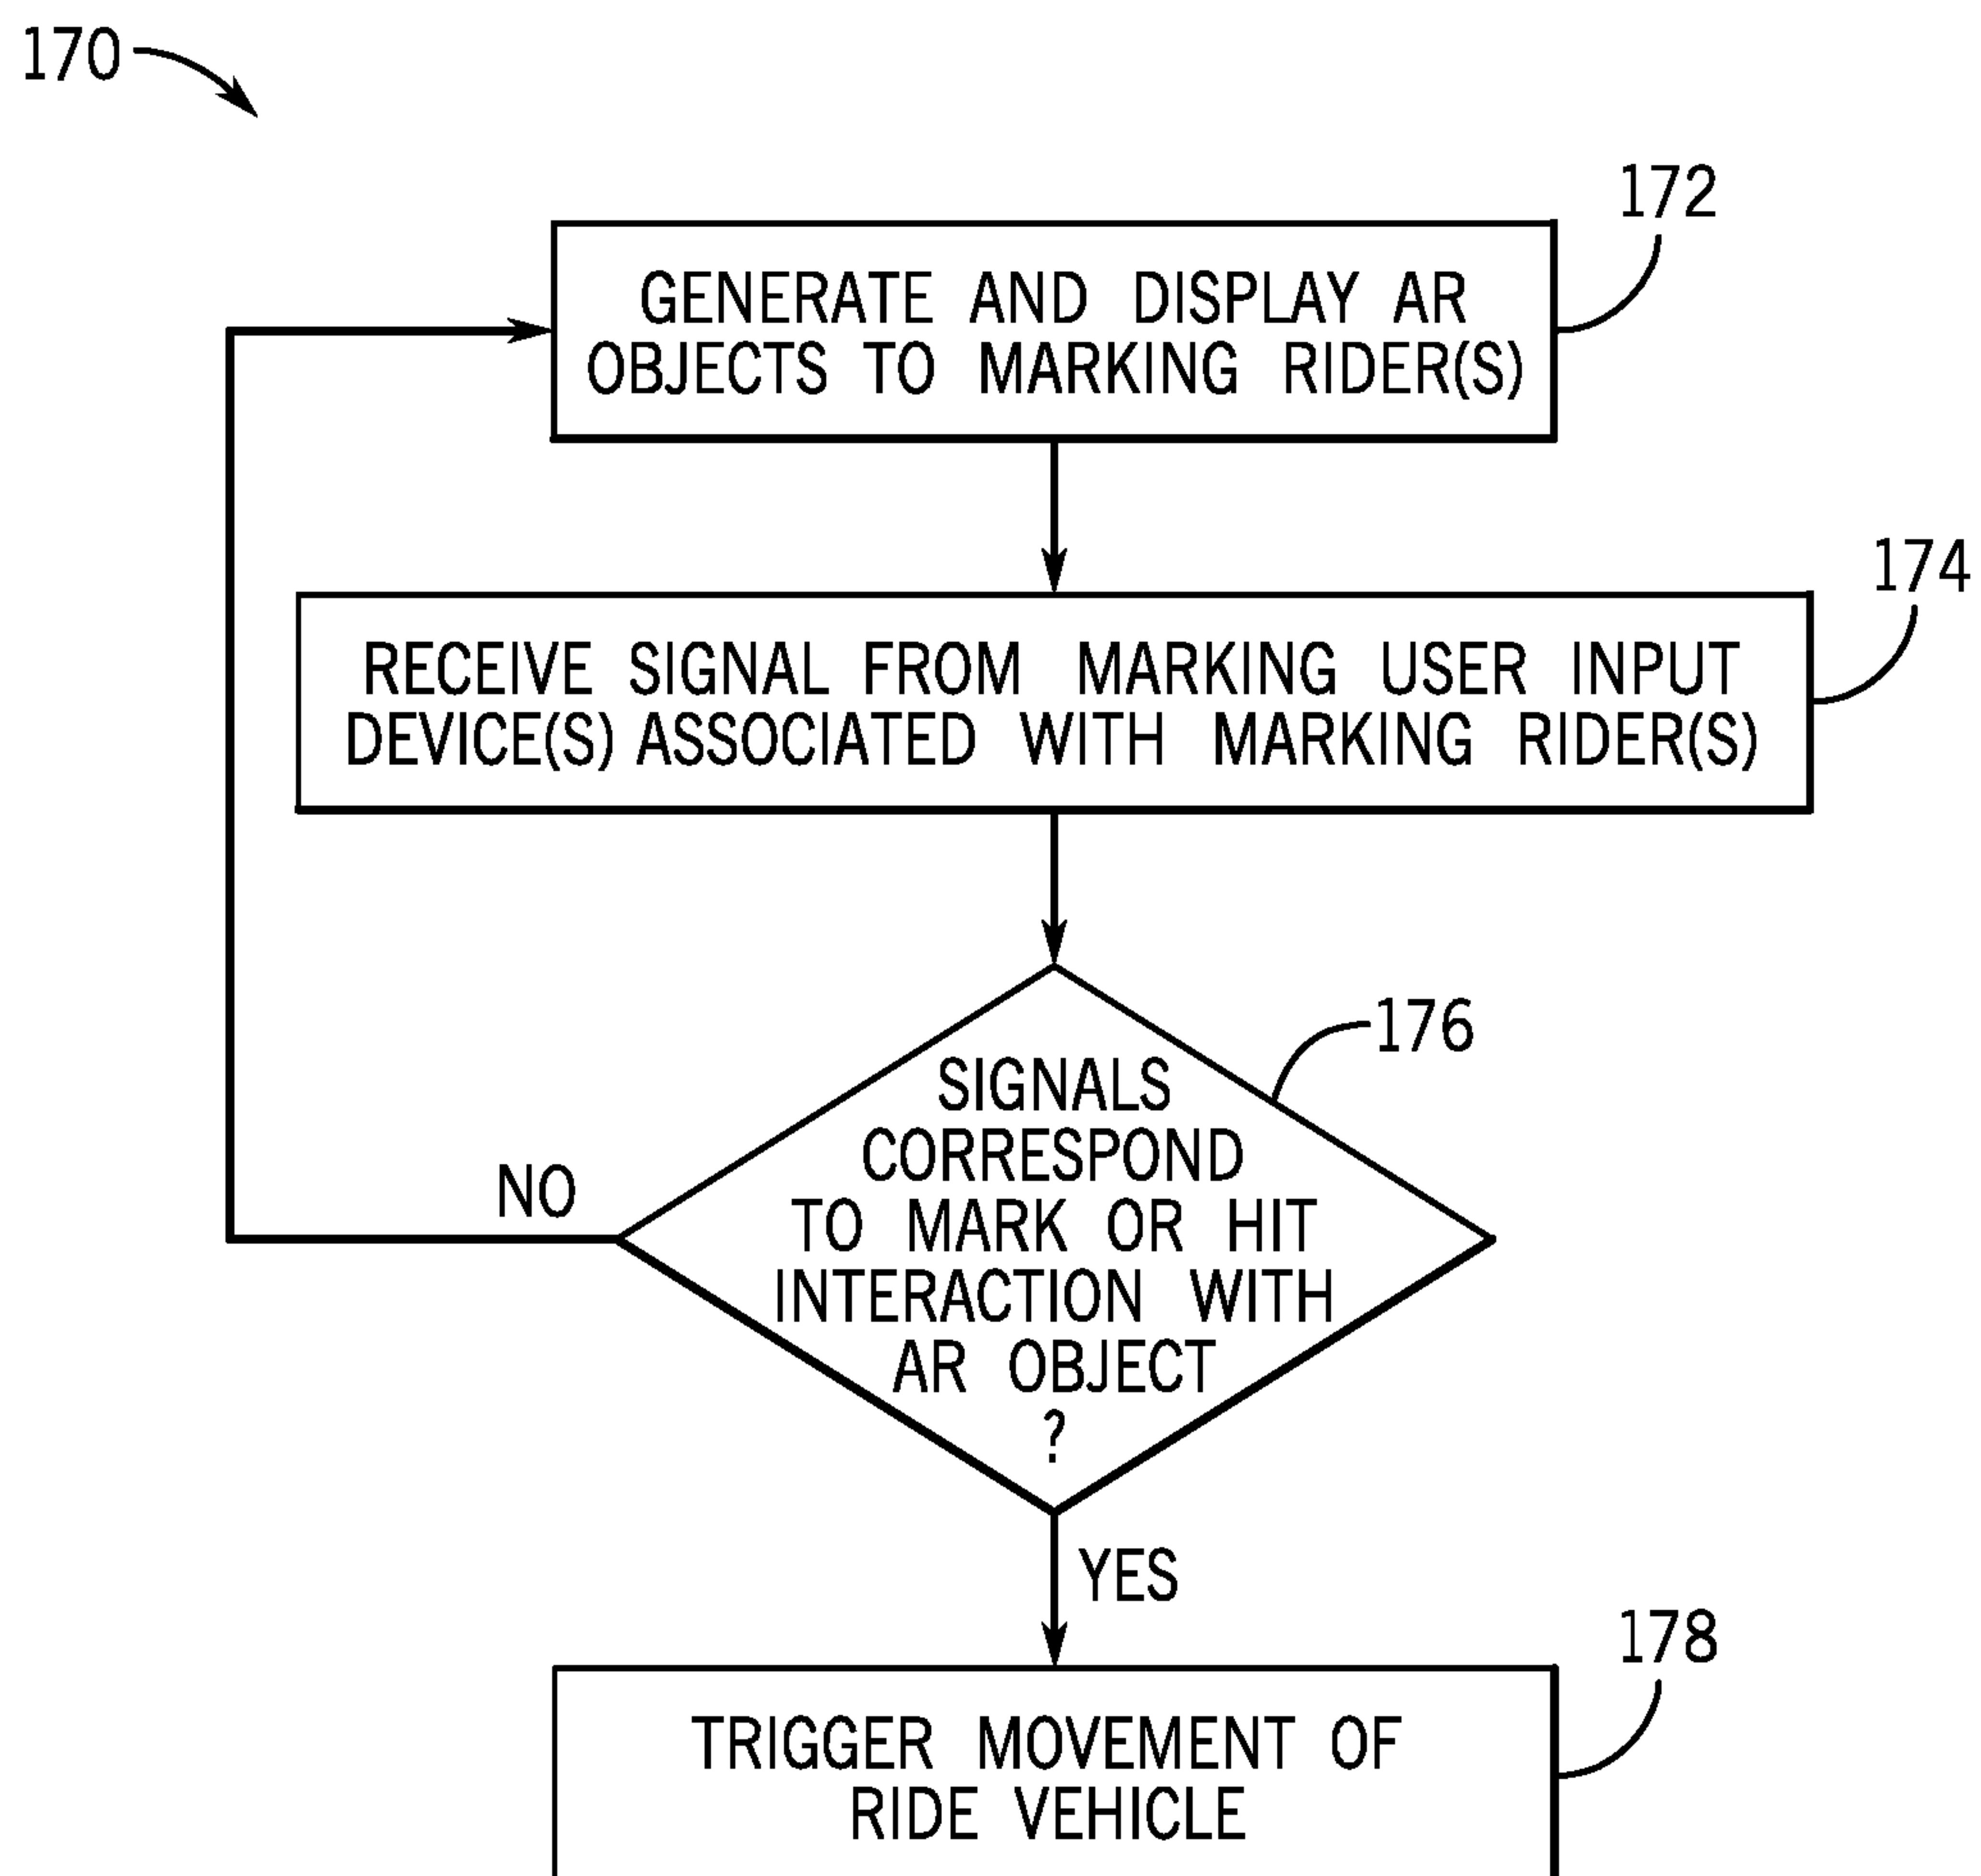 170
172
GENERATE AND DISPLAY AR
OBJECTS TO MARKING RIDER(S)
174
RECEIVE SIGNAL FROM MARKING USER INPUT
DEVICE(S) ASSOCIATED WITH MARKING RIDER(S)
176
SIGNALS
CORRESPOND
TO MARK OR HIT
INTERACTION WITH
AR OBJECT
?
NO
YES
178
TRIGGER MOVEMENT OF
RIDE VEHICLE